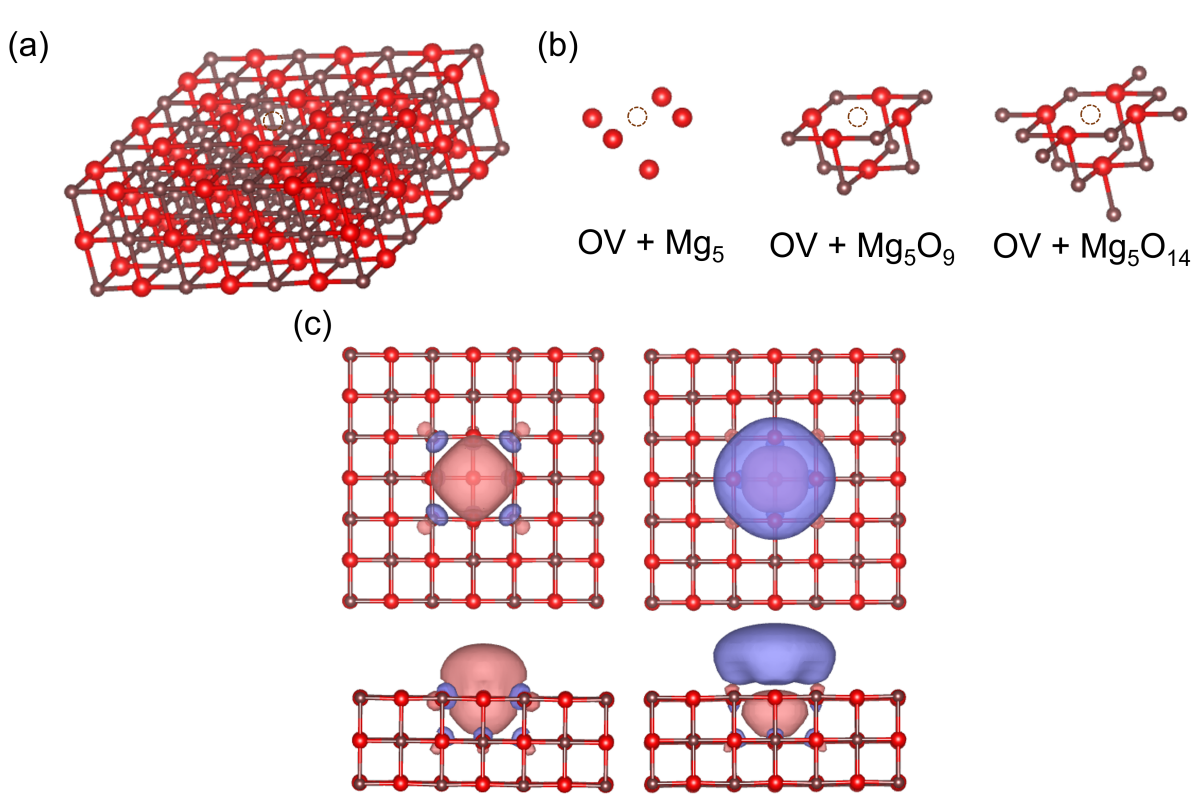 (a)
(b)
OV + Mg₅
OV + Mg₅O₉
OV + Mg₅O₁₄
(c)